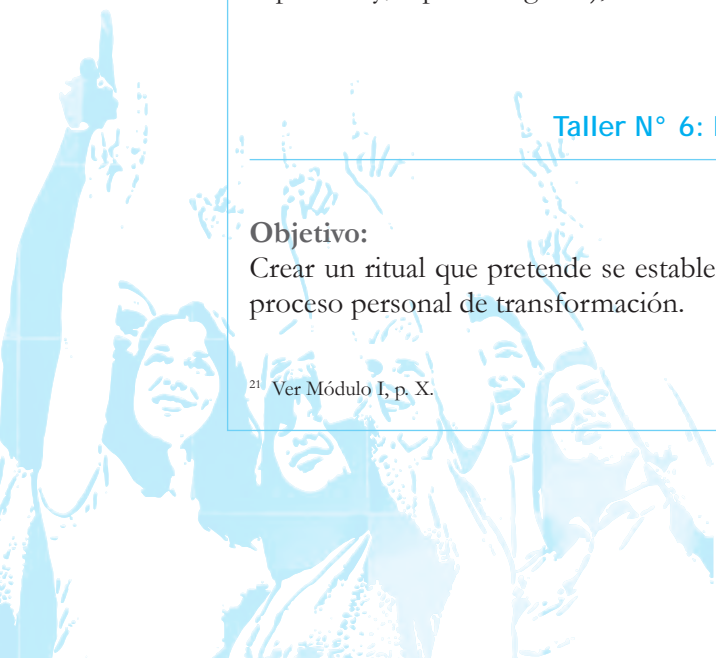 Taller N° 6:
Objetivo:
Crear un ritual que pretende se estable
proceso personal de transformación.
21 Ver Módulo I, p. X.